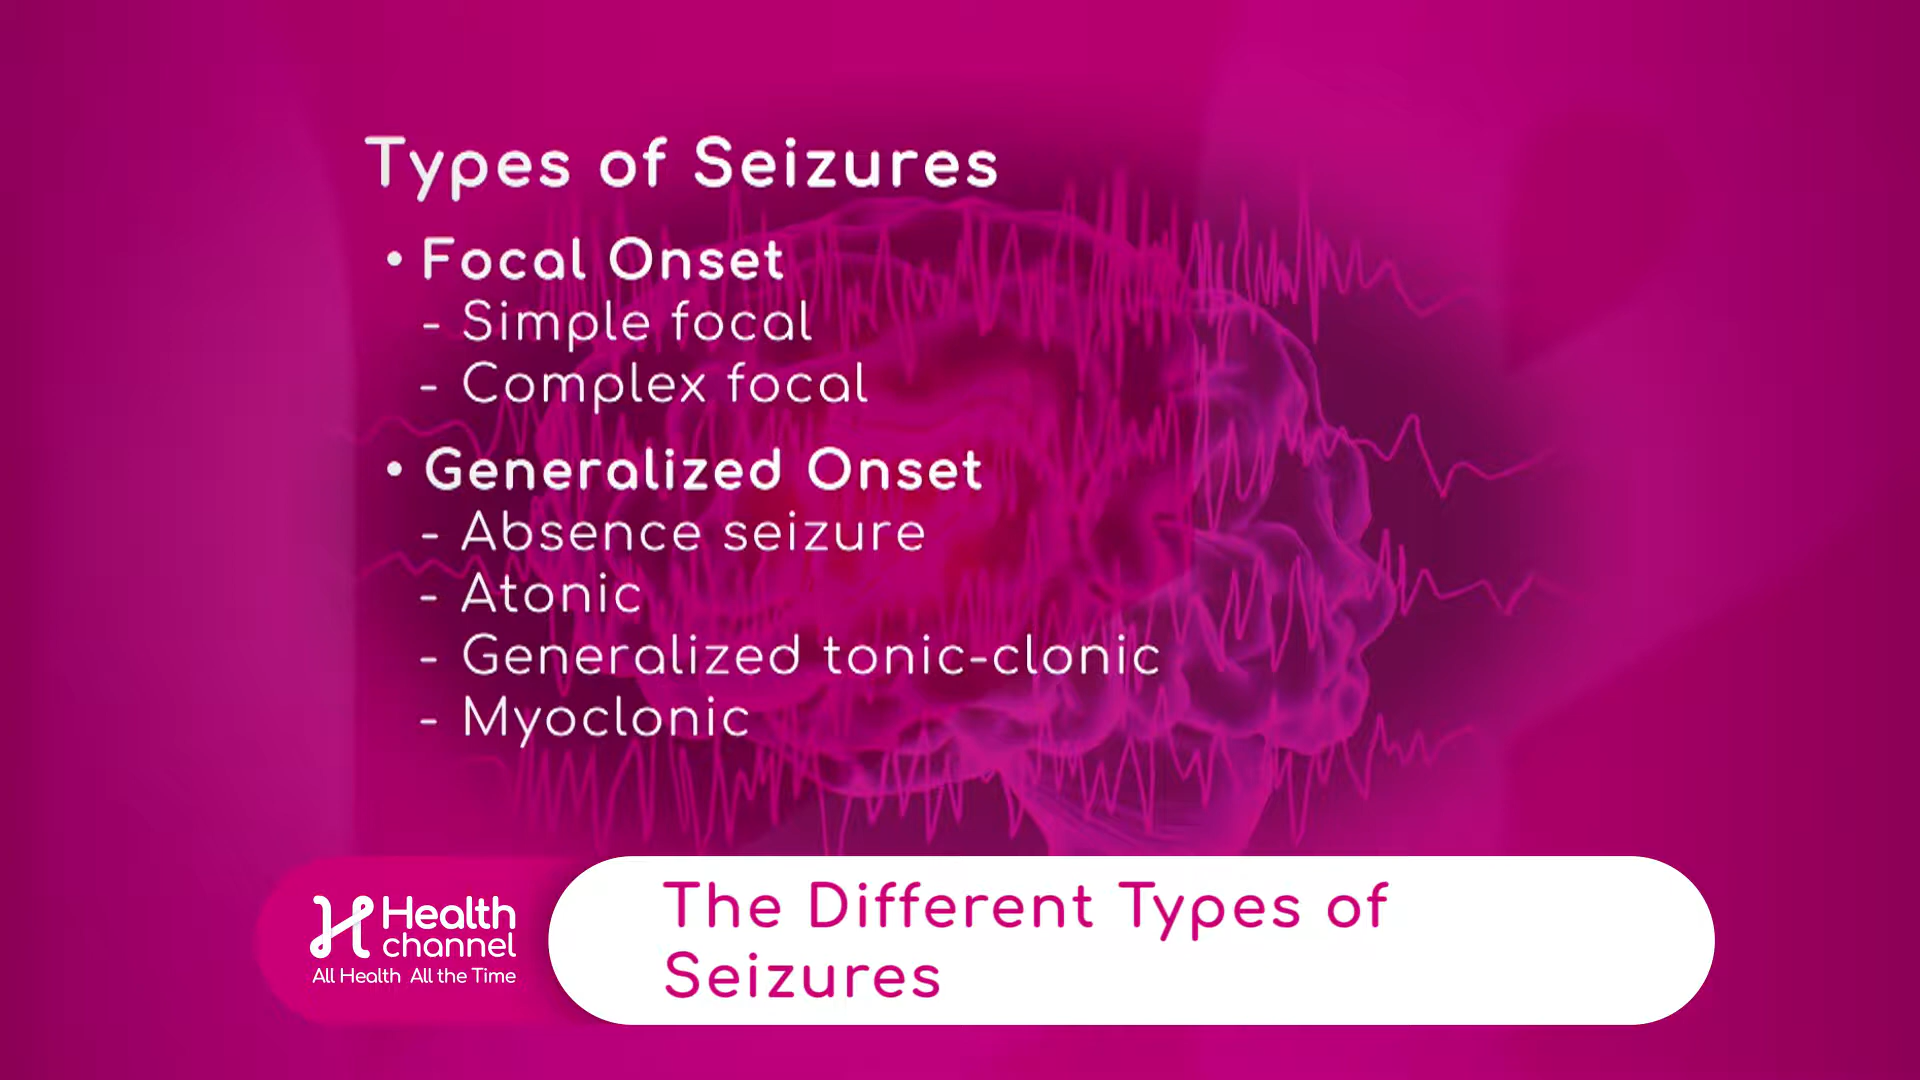 Types of Seizures
• Focal Onset
- Simple focal
- Complex focal
• Generalized Onset
- Absence seizure
- Atonic
- Generalized tonic-clonic
- Myoclonic
Health
channel
All Health All the Time
The Different Types of
Seizures